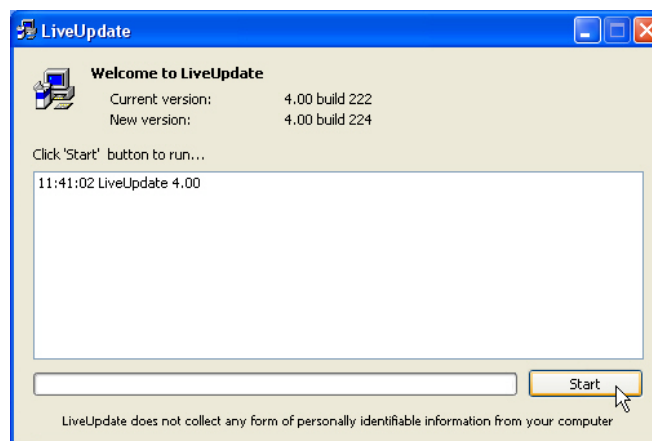 LiveUpdate
Welcome to LiveUpdate
Current version: 4.00 build 222
New version: 4.00 build 224
Click 'Start' button to run...
11:41:02 LiveUpdate 4.00
Start
LiveUpdate does not collect any form of personally identifiable information from your computer